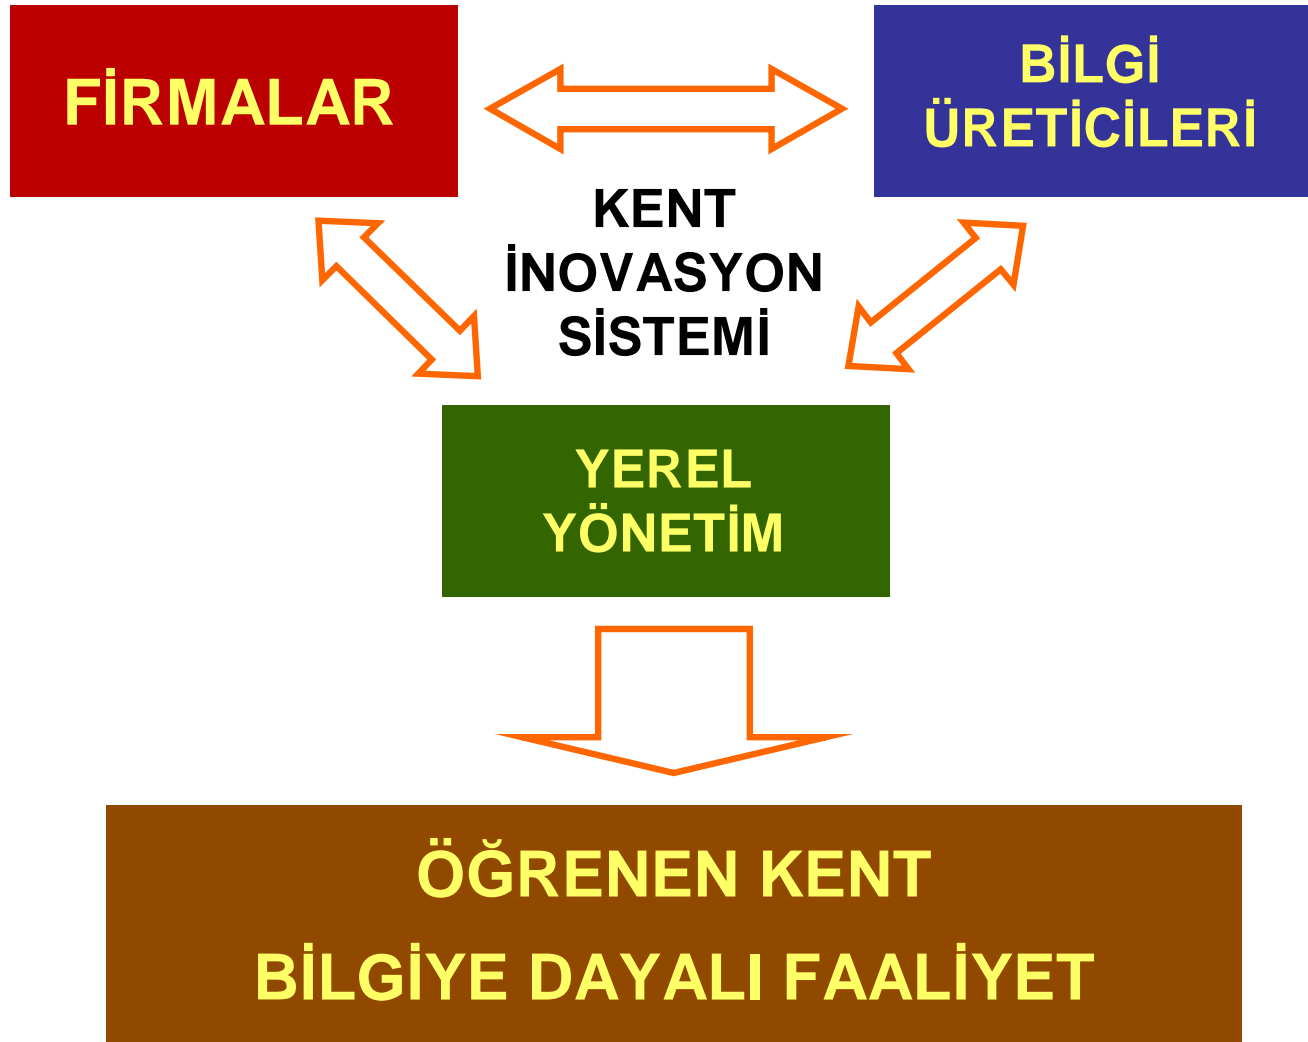 FİRMALAR
BİLGİ
ÜRETİCİLERİ
KENT
İNOVASYON
SİSTEMİ
YEREL
YÖNETİM
ÖĞRENEN KENT
BİLGİYE DAYALI FAALİYET